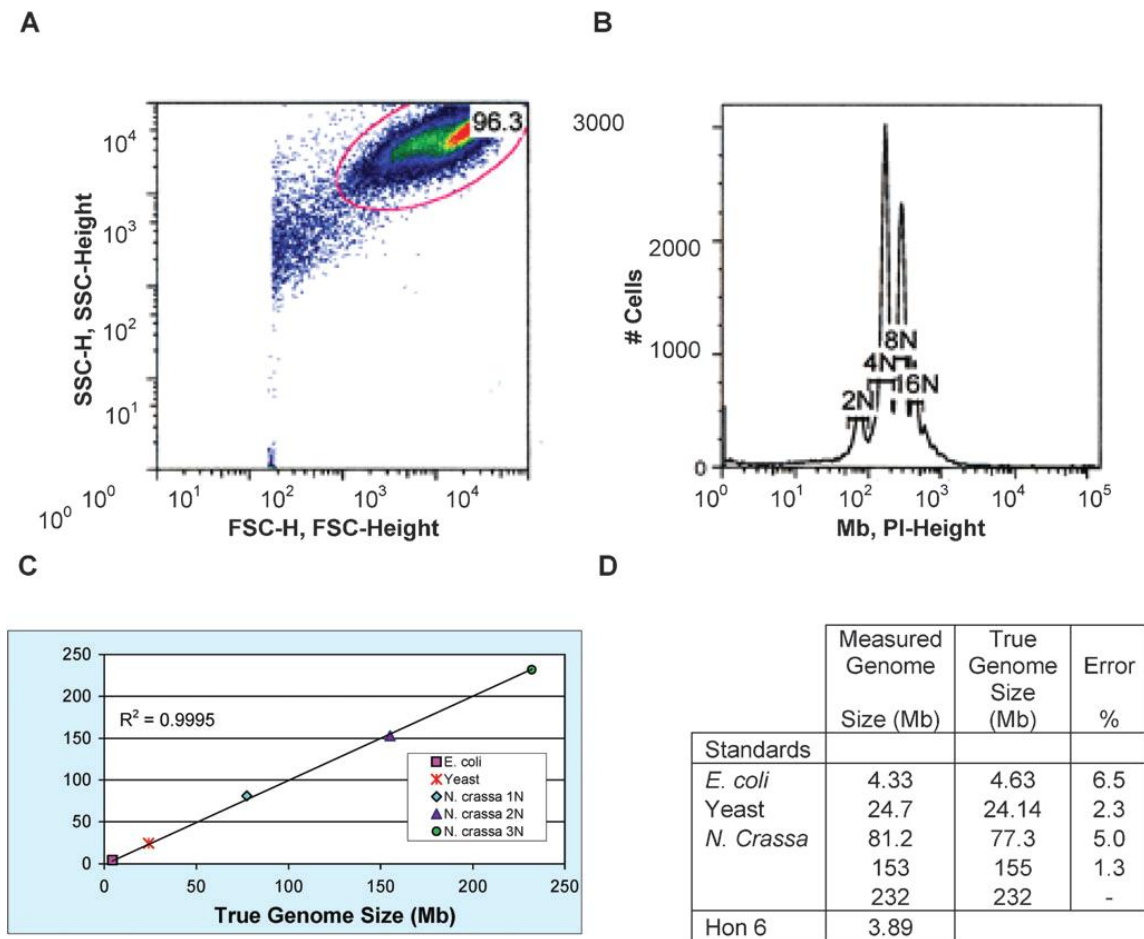 A
10^4
10^3
10^2
10^1
10^0
SSC-H, SSC-Height
96.3
10^0 10^1 10^2 10^3 10^4
FSC-H, FSC-Height
B
3000
2000
1000
0
# Cells
2N
4N
8N
16N
10^0 10^1 10^2 10^3 10^4 10^5
Mb, PI-Height
C
250
200
150
100
50
0
R² = 0.9995
E. coli
Yeast
N. crassa 1N
N. crassa 2N
N. crassa 3N
0 50 100 150 200 250
True Genome Size (Mb)
D
Measured Genome Size (Mb) True Genome Size (Mb) Error %
Standards
E. coli 4.33 4.63 6.5
Yeast 24.7 24.14 2.3
N. Crassa 81.2 77.3 5.0
153 155 1.3
232 232 -
Hon 6 3.89